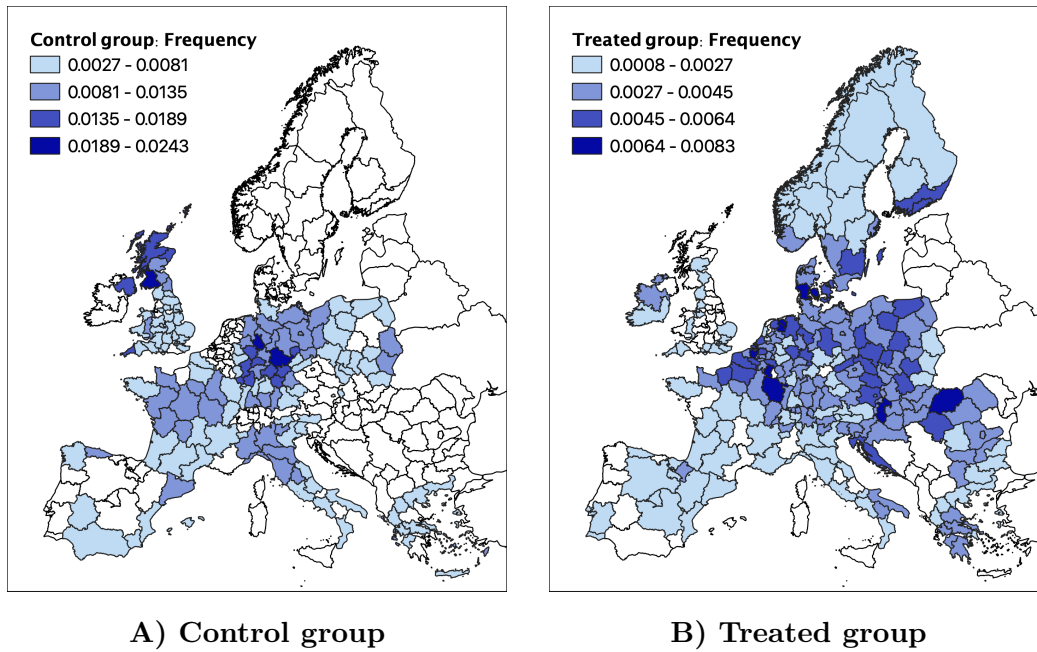 Control group: Frequency
0.0027 - 0.0081
0.0081 - 0.0135
0.0135 - 0.0189
0.0189 - 0.0243
Treated group: Frequency
0.0008 - 0.0027
0.0027 - 0.0045
0.0045 - 0.0064
0.0064 - 0.0083
A) Control group
B) Treated group